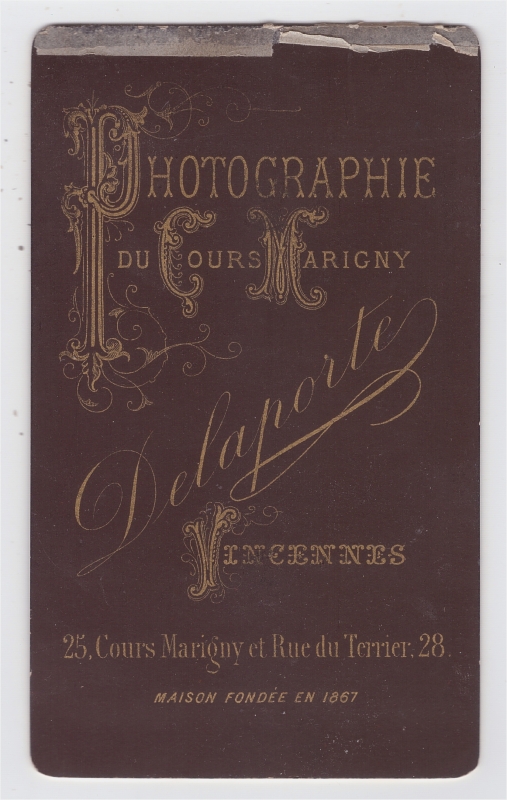 PHOTOGRAPHIE
DU COURS MARIGNY
Delaporte
VINCENNES
25, Cours Marigny et Rue du Terrier, 28.
MAISON FONDÉE EN 1867